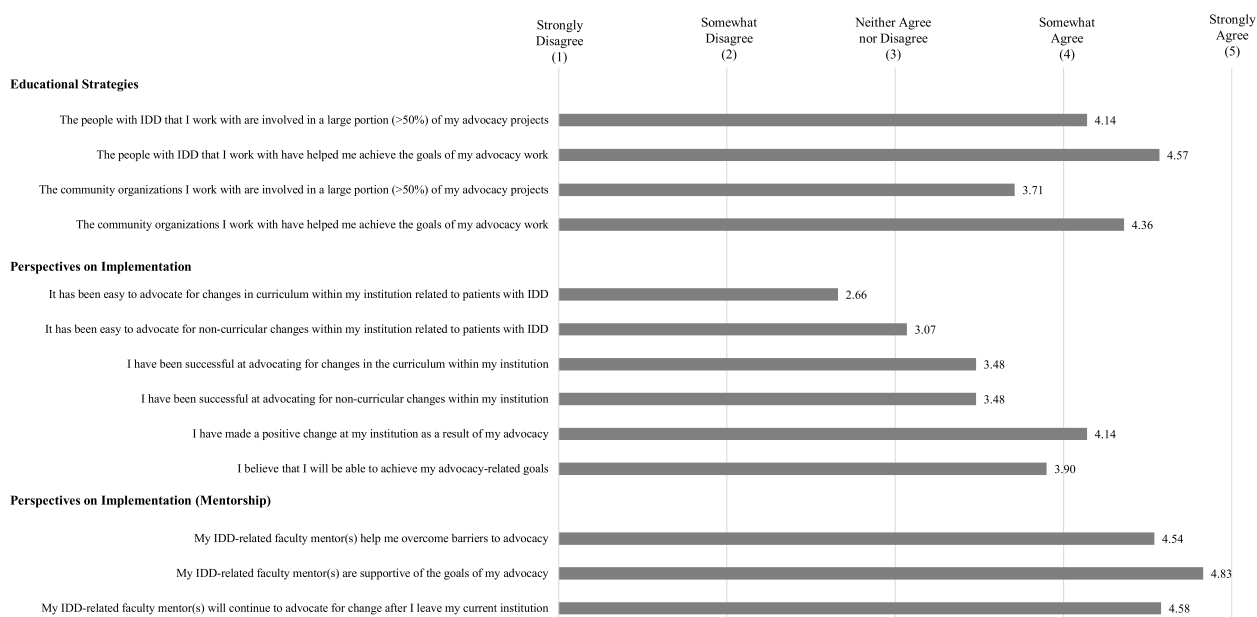 Strongly
Disagree
(1)
Somewhat
Disagree
(2)
Neither Agree
nor Disagree
(3)
Somewhat
Agree
(4)
Strongly
Agree
(5)
Educational Strategies
The people with IDD that I work with are involved in a large portion (>50%) of my advocacy projects 4.14
The people with IDD that I work with have helped me achieve the goals of my advocacy work 4.57
The community organizations I work with are involved in a large portion (>50%) of my advocacy projects 3.71
The community organizations I work with have helped me achieve the goals of my advocacy work 4.36
Perspectives on Implementation
It has been easy to advocate for changes in curriculum within my institution related to patients with IDD 2.66
It has been easy to advocate for non-curricular changes within my institution related to patients with IDD 3.07
I have been successful at advocating for changes in the curriculum within my institution 3.48
I have been successful at advocating for non-curricular changes within my institution 3.48
I have made a positive change at my institution as a result of my advocacy 4.14
I believe that I will be able to achieve my advocacy-related goals 3.90
Perspectives on Implementation (Mentorship)
My IDD-related faculty mentor(s) help me overcome barriers to advocacy 4.54
My IDD-related faculty mentor(s) are supportive of the goals of my advocacy 4.83
My IDD-related faculty mentor(s) will continue to advocate for change after I leave my current institution 4.58